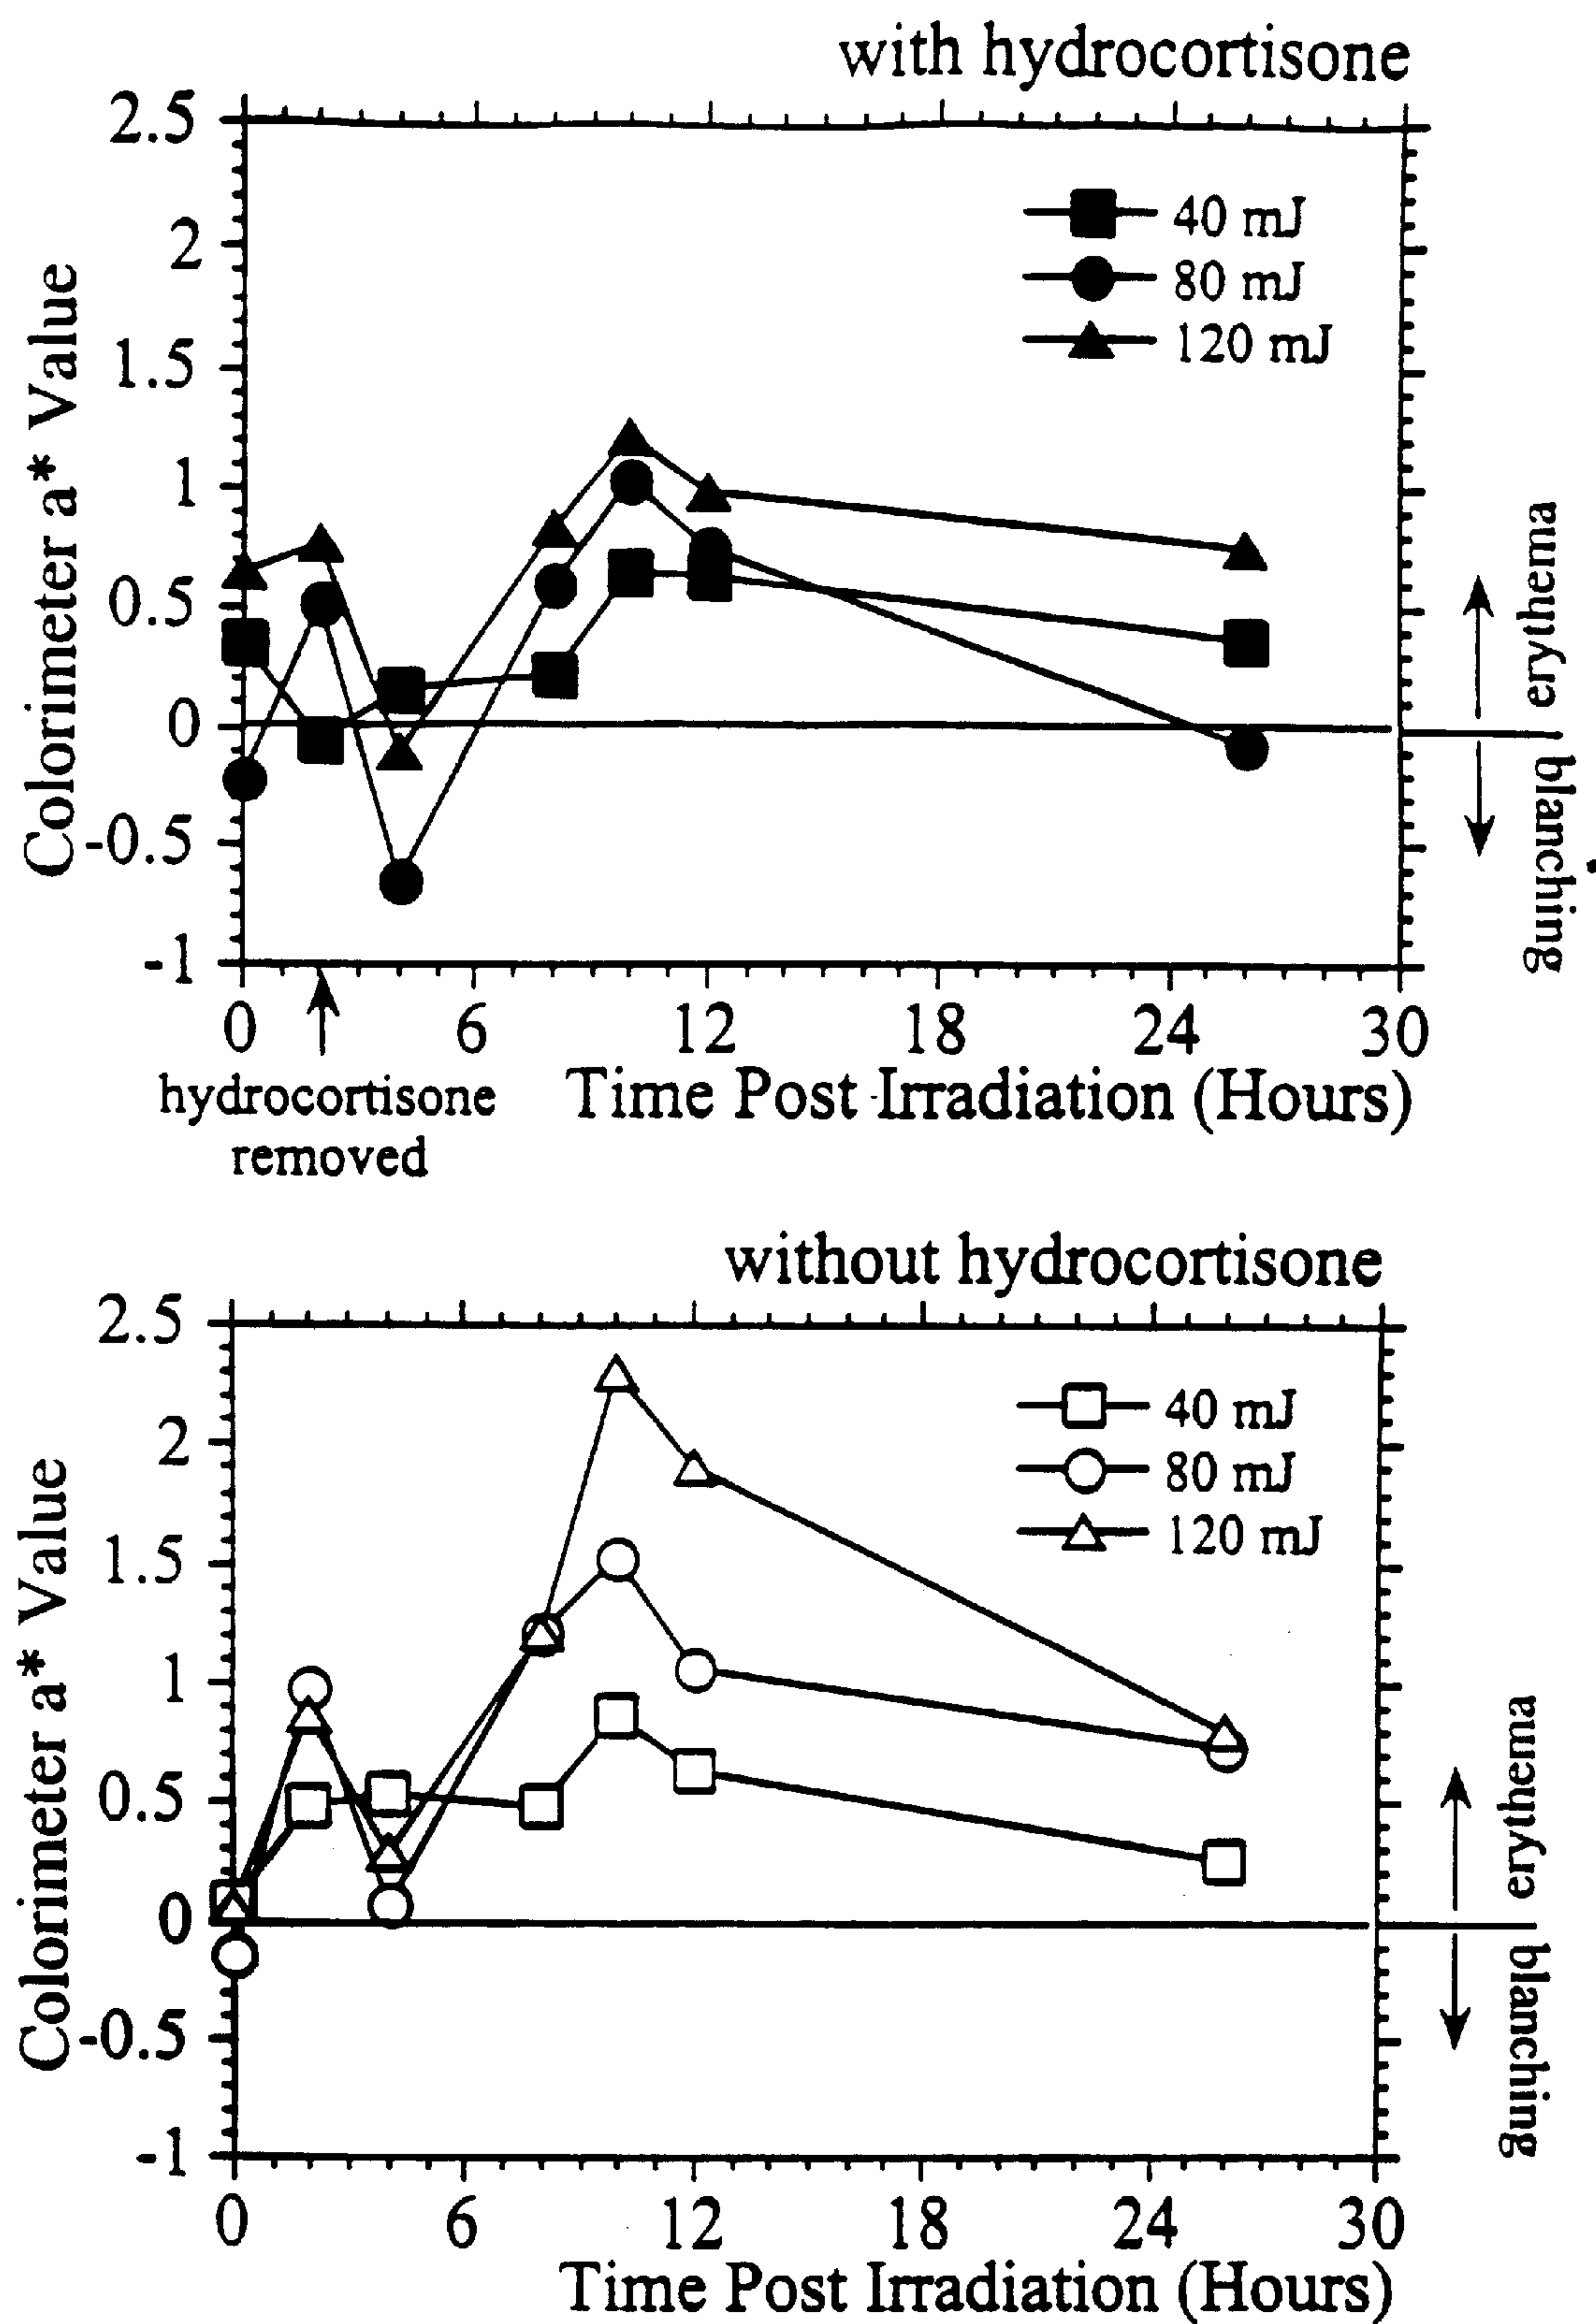 with hydrocortisone
2.5
2
1.5
1
0.5
0
-0.5
-1
Colorimeter a* Value
40 mJ
80 mJ
120 mJ
erythema
blanching
0 6 12 18 24 30
hydrocortisone
removed
Time Post Irradiation (Hours)
without hydrocortisone
2.5
2
1.5
1
0.5
0
-0.5
-1
Colorimeter a* Value
40 mJ
80 mJ
120 mJ
erythema
blanching
0 6 12 18 24 30
Time Post Irradiation (Hours)